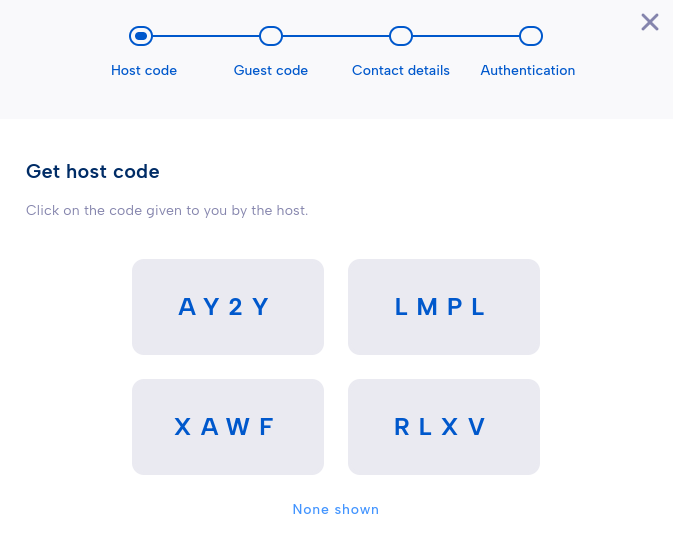 Host code Guest code Contact details Authentication
Get host code
Click on the code given to you by the host.
AY2Y LMPL
XAWF RLXV
None shown